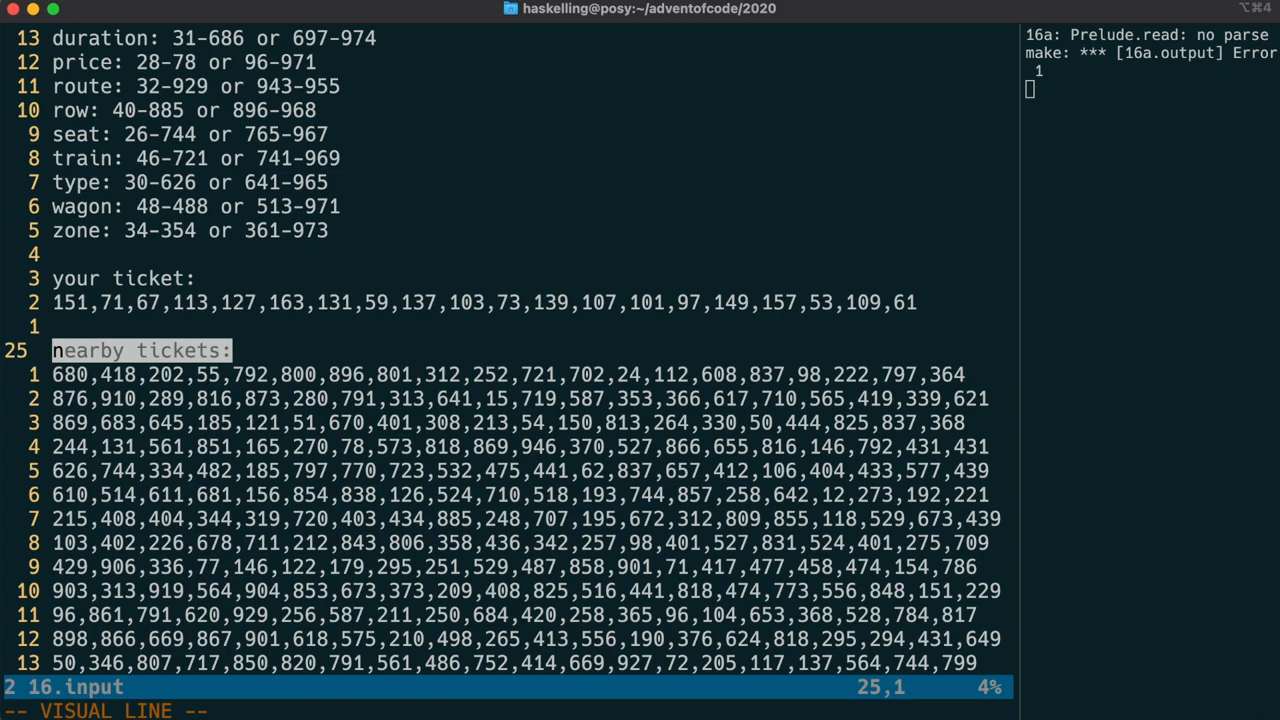 haskelling@posy:~/adventofcode/2020
⌥⌘4
13 duration: 31-686 or 697-974
12 price: 28-78 or 96-971
11 route: 32-929 or 943-955
10 row: 40-885 or 896-968
9 seat: 26-744 or 765-967
8 train: 46-721 or 741-969
7 type: 30-626 or 641-965
6 wagon: 48-488 or 513-971
5 zone: 34-354 or 361-973
4
3 your ticket:
2 151,71,67,113,127,163,131,59,137,103,73,139,107,101,97,149,157,53,109,61
1
25 nearby tickets:
1 680,418,202,55,792,800,896,801,312,252,721,702,24,112,608,837,98,222,797,364
2 876,910,289,816,873,280,791,313,641,15,719,587,353,366,617,710,565,419,339,621
3 869,683,645,185,121,51,670,401,308,213,54,150,813,264,330,50,444,825,837,368
4 244,131,561,851,165,270,78,573,818,869,946,370,527,866,655,816,146,792,431,431
5 626,744,334,482,185,797,770,723,532,475,441,62,837,657,412,106,404,433,577,439
6 610,514,611,681,156,854,838,126,524,710,518,193,744,857,258,642,12,273,192,221
7 215,408,404,344,319,720,403,434,885,248,707,195,672,312,809,855,118,529,673,439
8 103,402,226,678,711,212,843,806,358,436,342,257,98,401,527,831,524,401,275,709
9 429,906,336,77,146,122,179,295,251,529,487,858,901,71,417,477,458,474,154,786
10 903,313,919,564,904,853,673,373,209,408,825,516,441,818,474,773,556,848,151,229
11 96,861,791,620,929,256,587,211,250,684,420,258,365,96,104,653,368,528,784,817
12 898,866,669,867,901,618,575,210,498,265,413,556,190,376,624,818,295,294,431,649
13 50,346,807,717,850,820,791,561,486,752,414,669,927,72,205,117,137,564,744,799
2 16.input 25,1 4%
-- VISUAL LINE --
16a: Prelude.read: no parse
make: *** [16a.output] Error
1